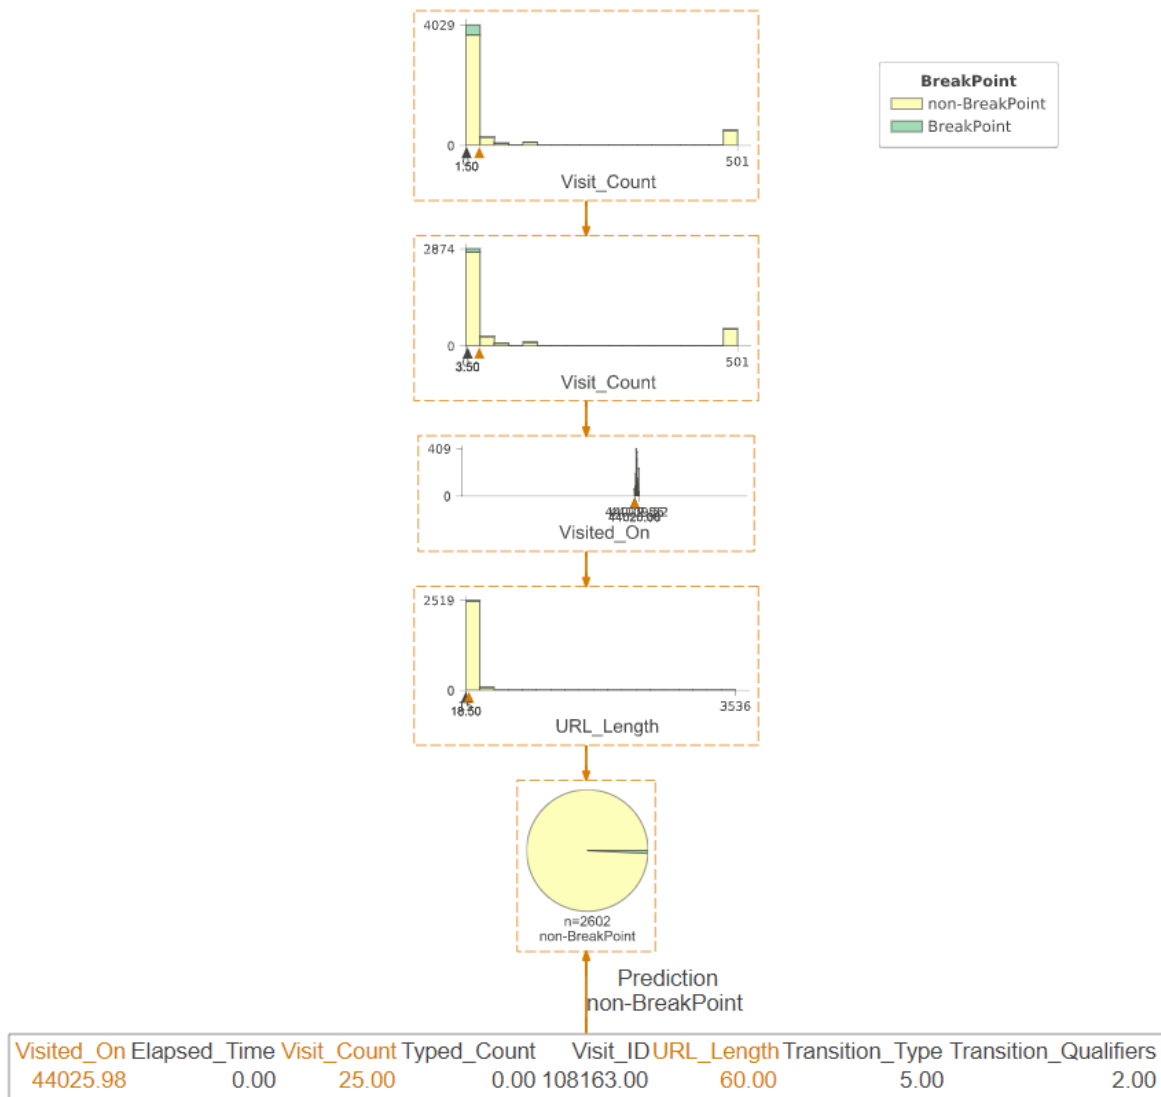 4029
0
1.50
501
Visit_Count
BreakPoint
non-BreakPoint
BreakPoint
2874
0
3.50
501
Visit_Count
409
0
Visited_On
2519
0
18.50
3536
URL_Length
n=2602
non-BreakPoint
Prediction
non-BreakPoint
Visited_On Elapsed_Time Visit_Count Typed_Count Visit_ID URL_Length Transition_Type Transition_Qualifiers
44025.98 0.00 25.00 0.00 108163.00 60.00 5.00 2.00